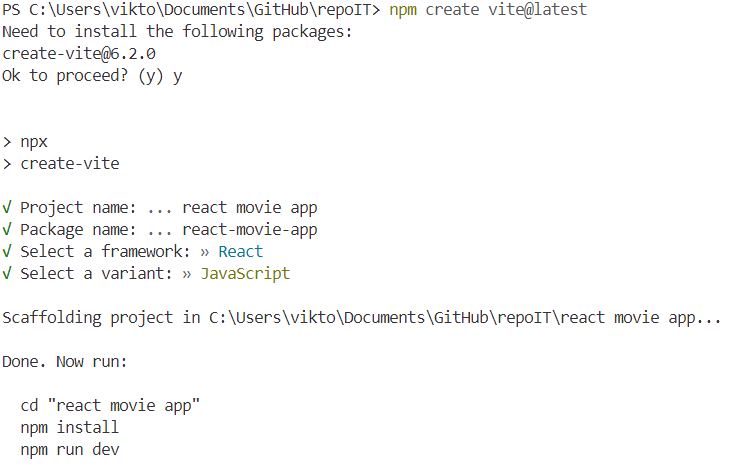 PS C:\Users\vikto\Documents\GitHub\repoIT> npm create vite@latest
Need to install the following packages:
create-vite@6.2.0
Ok to proceed? (y) y
> npx
> create-vite
√ Project name: ... react movie app
√ Package name: ... react-movie-app
√ Select a framework: » React
√ Select a variant: » JavaScript
Scaffolding project in C:\Users\vikto\Documents\GitHub\repoIT\react movie app...
Done. Now run:
cd "react movie app"
npm install
npm run dev